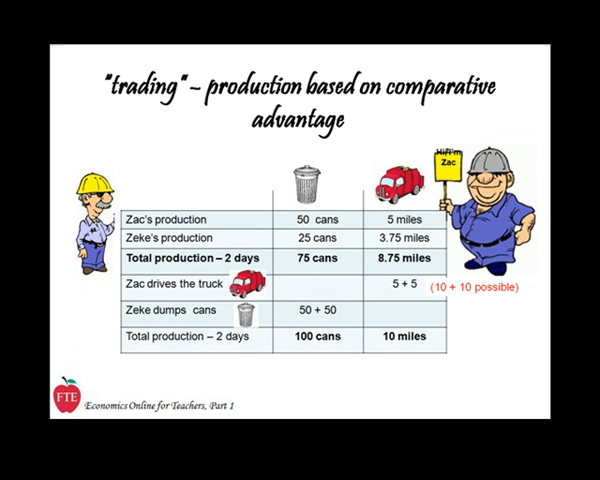 "trading" – production based on comparative
advantage
Hi! I'm
Zac
Zac's production 50 cans 5 miles
Zeke's production 25 cans 3.75 miles
Total production – 2 days 75 cans 8.75 miles
Zac drives the truck 5 + 5 (10 + 10 possible)
Zeke dumps cans 50 + 50
Total production – 2 days 100 cans 10 miles
FTE
Economics Online for Teachers, Part 1